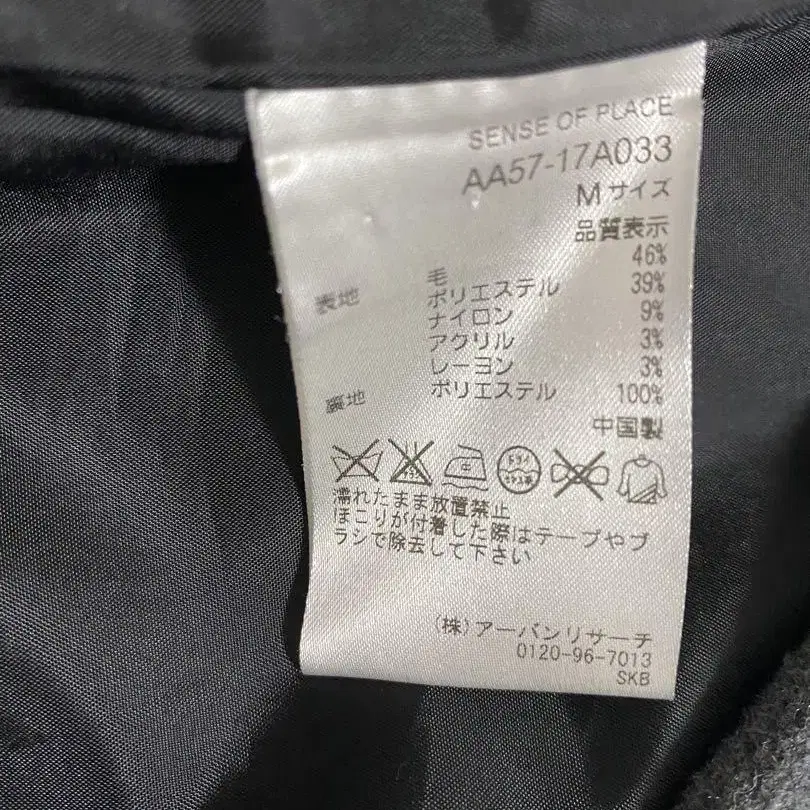 SENSE OF PLACE
AA57-17A033
Mサイズ
品質表示
表地 毛 46%
ポリエステル 39%
ナイロン 9%
アクリル 3%
レーヨン 3%
裏地 ポリエステル 100%
中国製
濡れたまま放置禁止
ほこりが付着した際はテープやブ
ラシで除去して下さい
(株)アーバンリサーチ
0120-96-7013
SKB